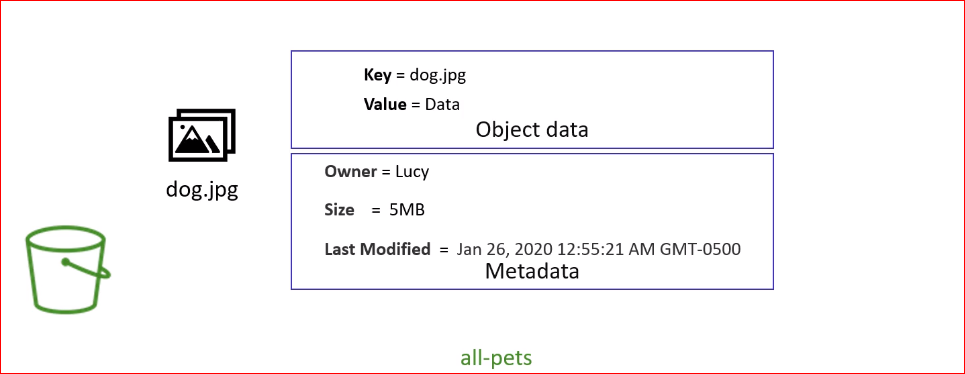 Key = dog.jpg
Value = Data
Object data
dog.jpg
Owner = Lucy
Size = 5MB
Last Modified = Jan 26, 2020 12:55:21 AM GMT-0500
Metadata
all-pets